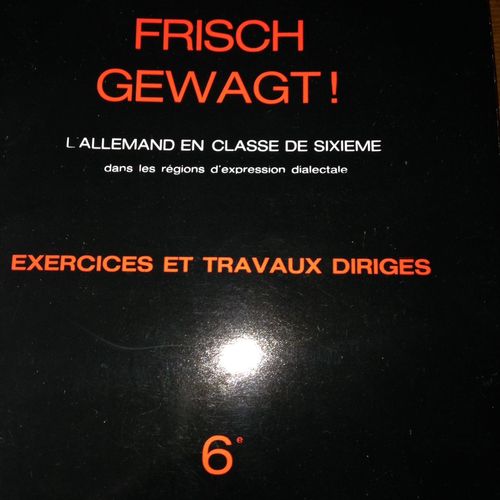 FRISCH
GEWAGT !
L'ALLEMAND EN CLASSE DE SIXIEME
dans les régions d'expression dialectale
EXERCICES ET TRAVAUX DIRIGES
6e